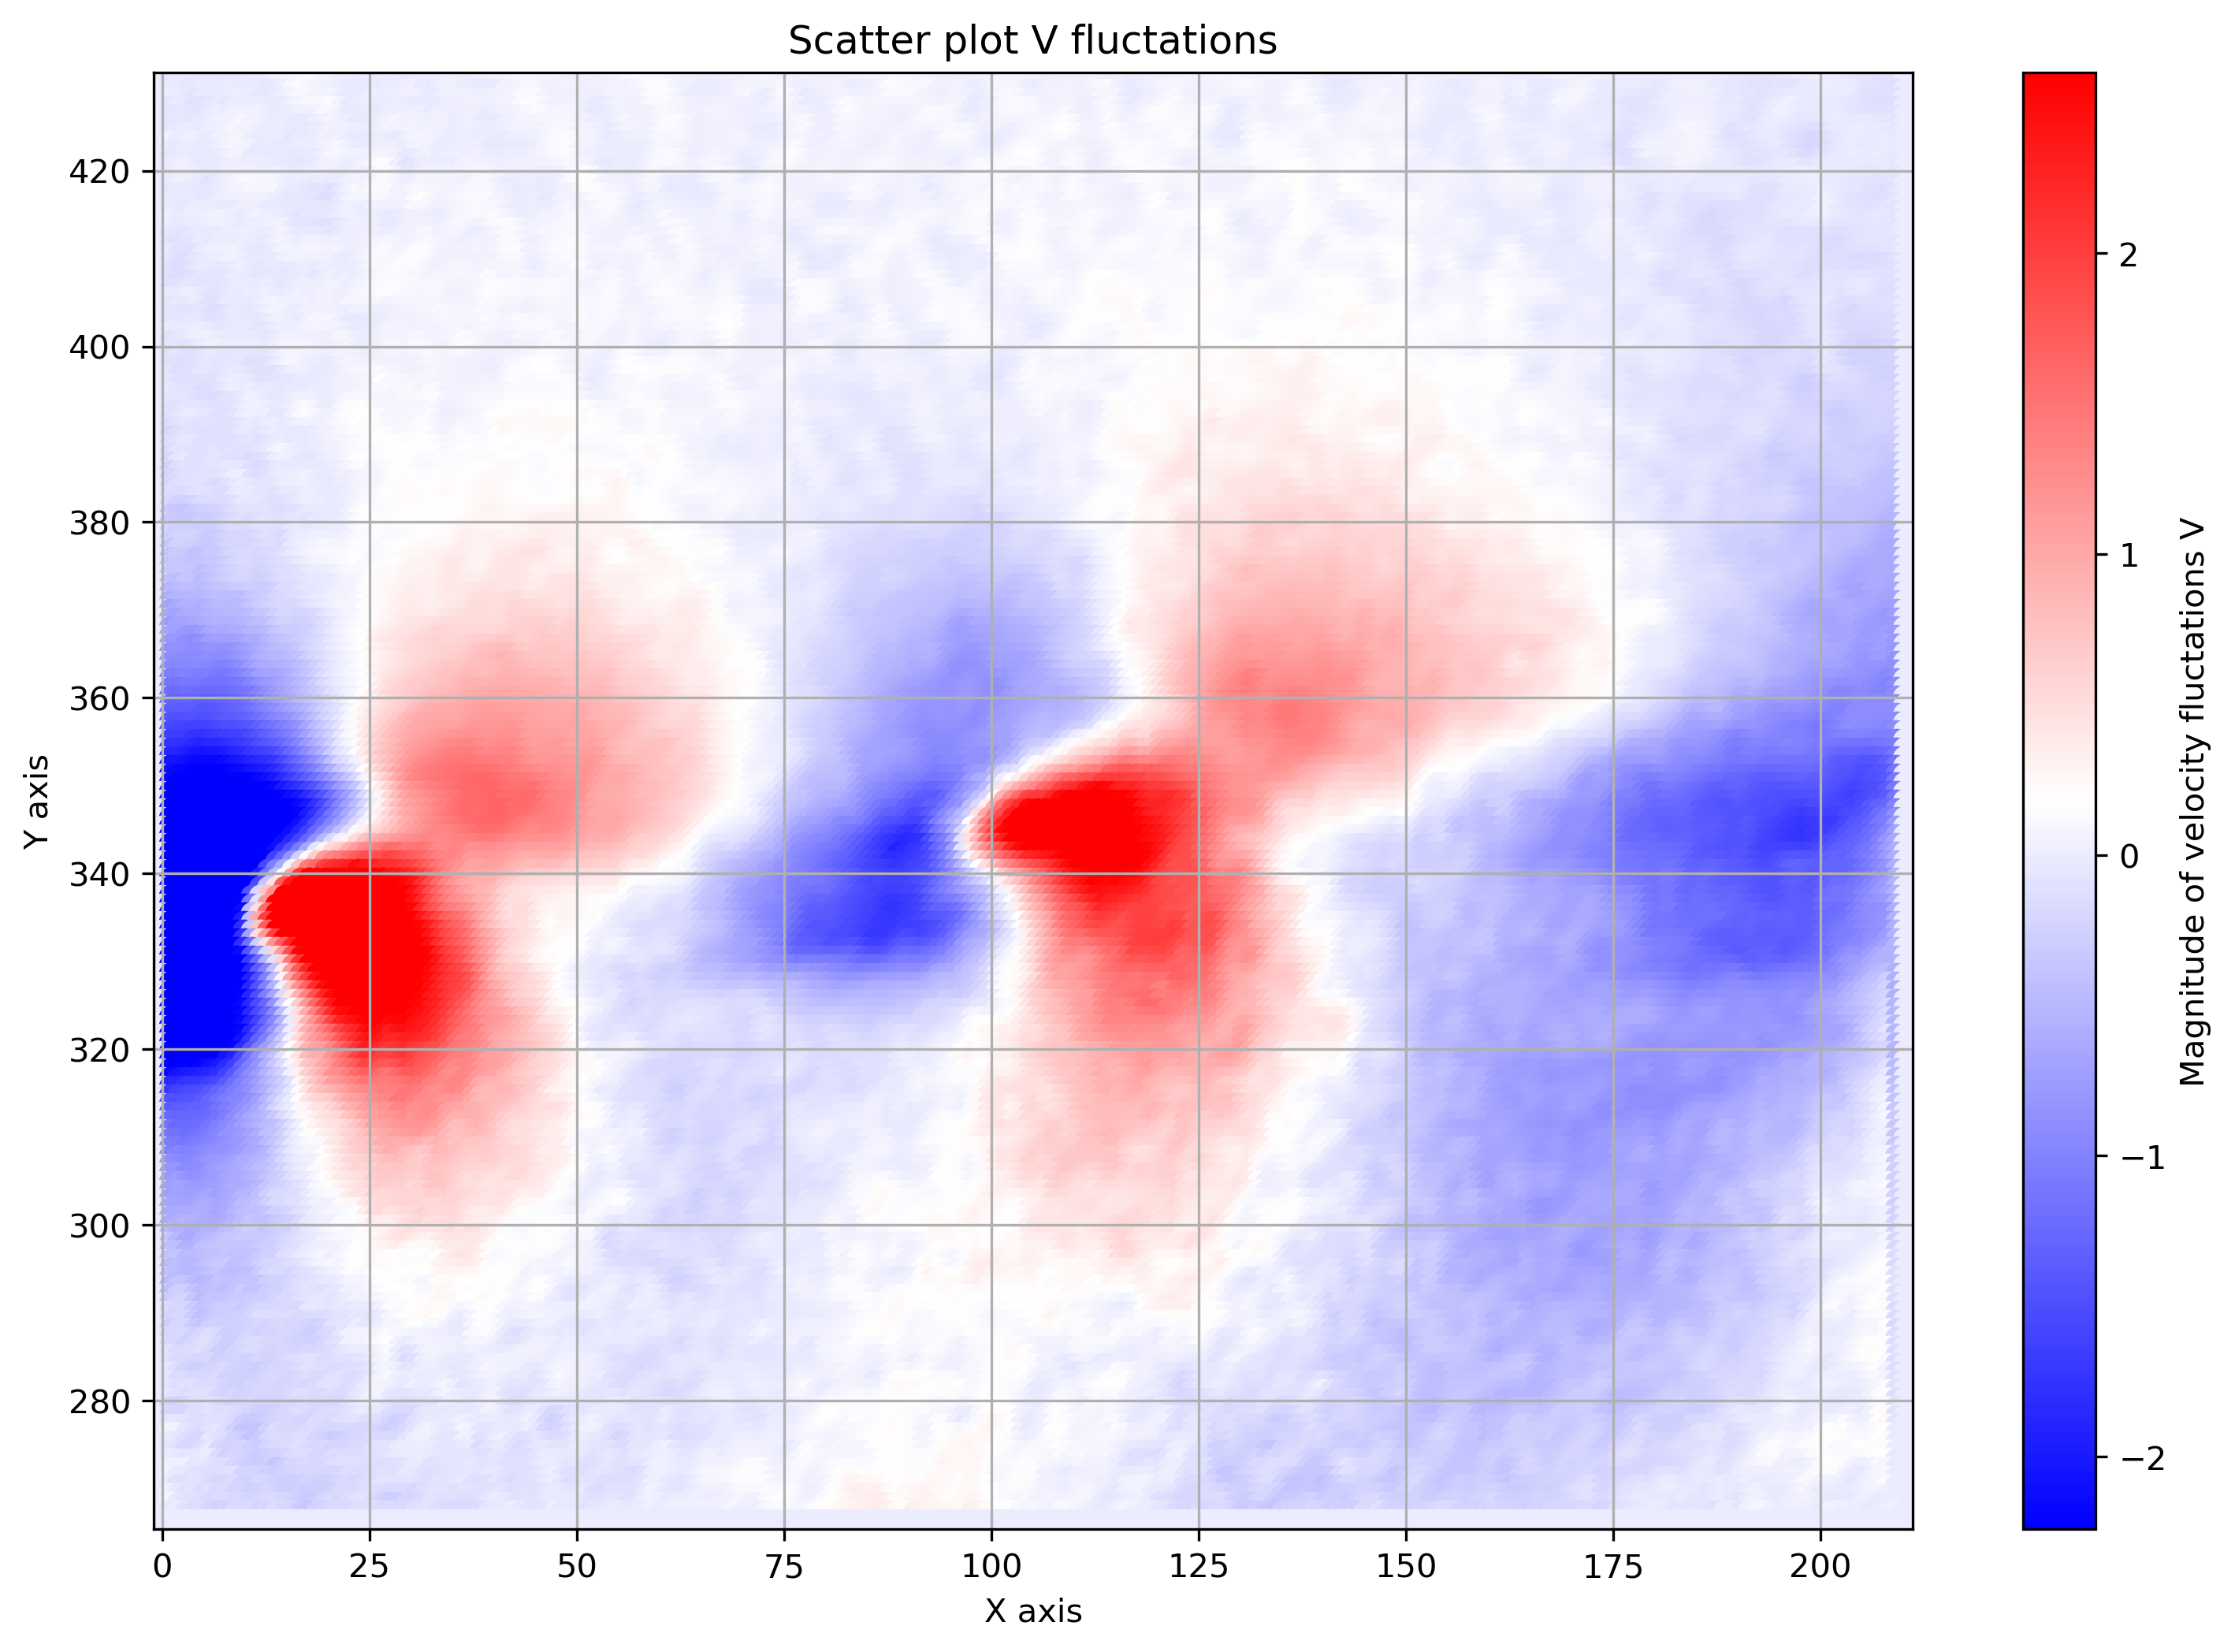 Scatter plot V fluctations
420
400
380
360
340
320
300
280
Y axis
0 25 50 75 100 125 150 175 200
X axis
2
1
0
−1
−2
Magnitude of velocity fluctations V